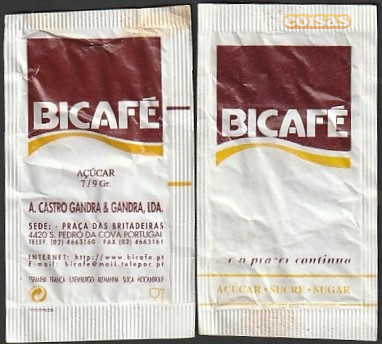 BICAFÉ
AÇÚCAR
7/9 Gr.
A. CASTRO GANDRA & GANDRA, LDA.
SEDE: - PRAÇA DAS BRITADEIRAS
4420 S. PEDRO DA COVA PORTUGAL
TELEF. (02) 4663160 FAX (02) 4663161
INTERNET: http://www.bicafe.pt
E-mail: bicafe@mail.telepac.pt
ESPANHA FRANÇA LUXEMBURGO ALEMANHA SUÍÇA MOÇAMBIQUE
coisas
BICAFÉ
...e o prazer continua
AÇÚCAR · SUCRE · SUGAR